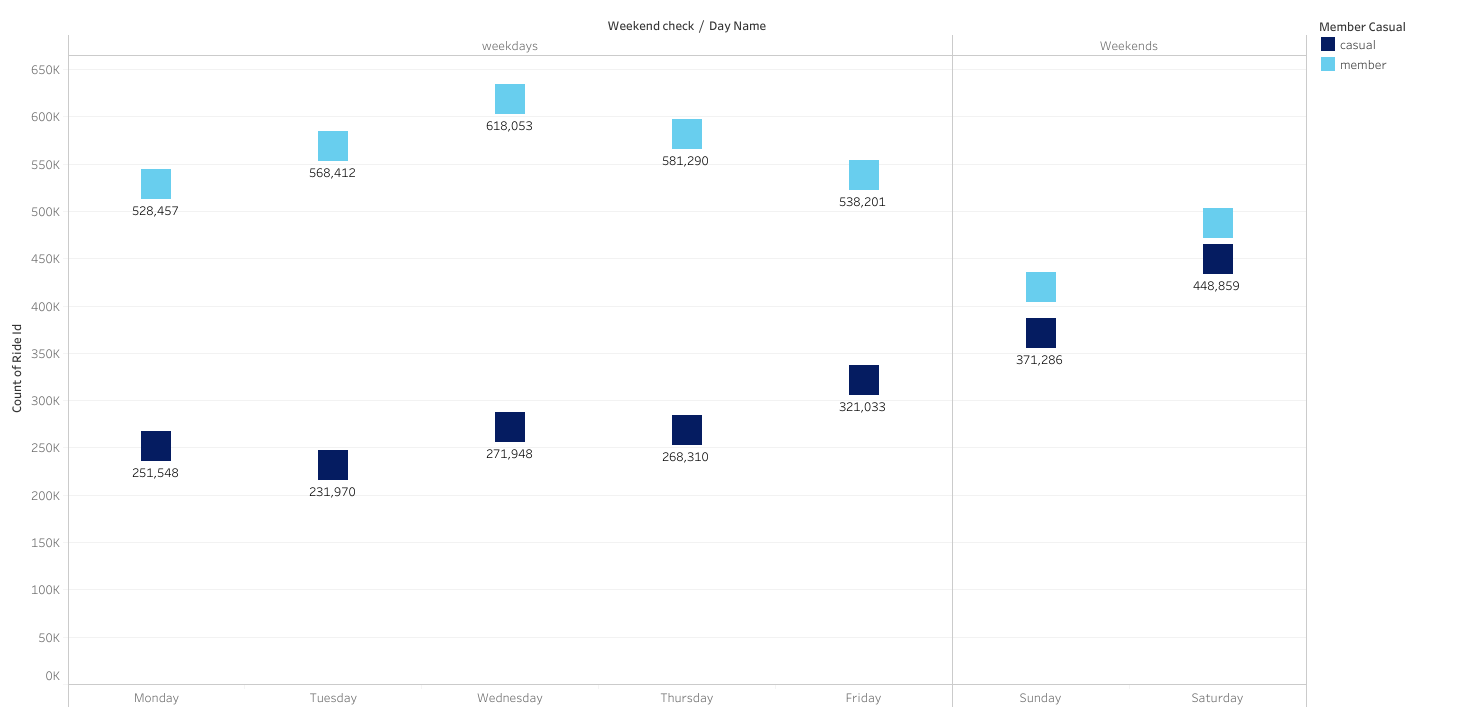 Weekend check / Day Name
weekdays
Weekends
Member Casual
casual
member
Count of Ride Id
650K
600K
550K
500K
450K
400K
350K
300K
250K
200K
150K
100K
50K
0K
528,457
568,412
618,053
581,290
538,201
251,548
231,970
271,948
268,310
321,033
371,286
448,859
Monday
Tuesday
Wednesday
Thursday
Friday
Sunday
Saturday